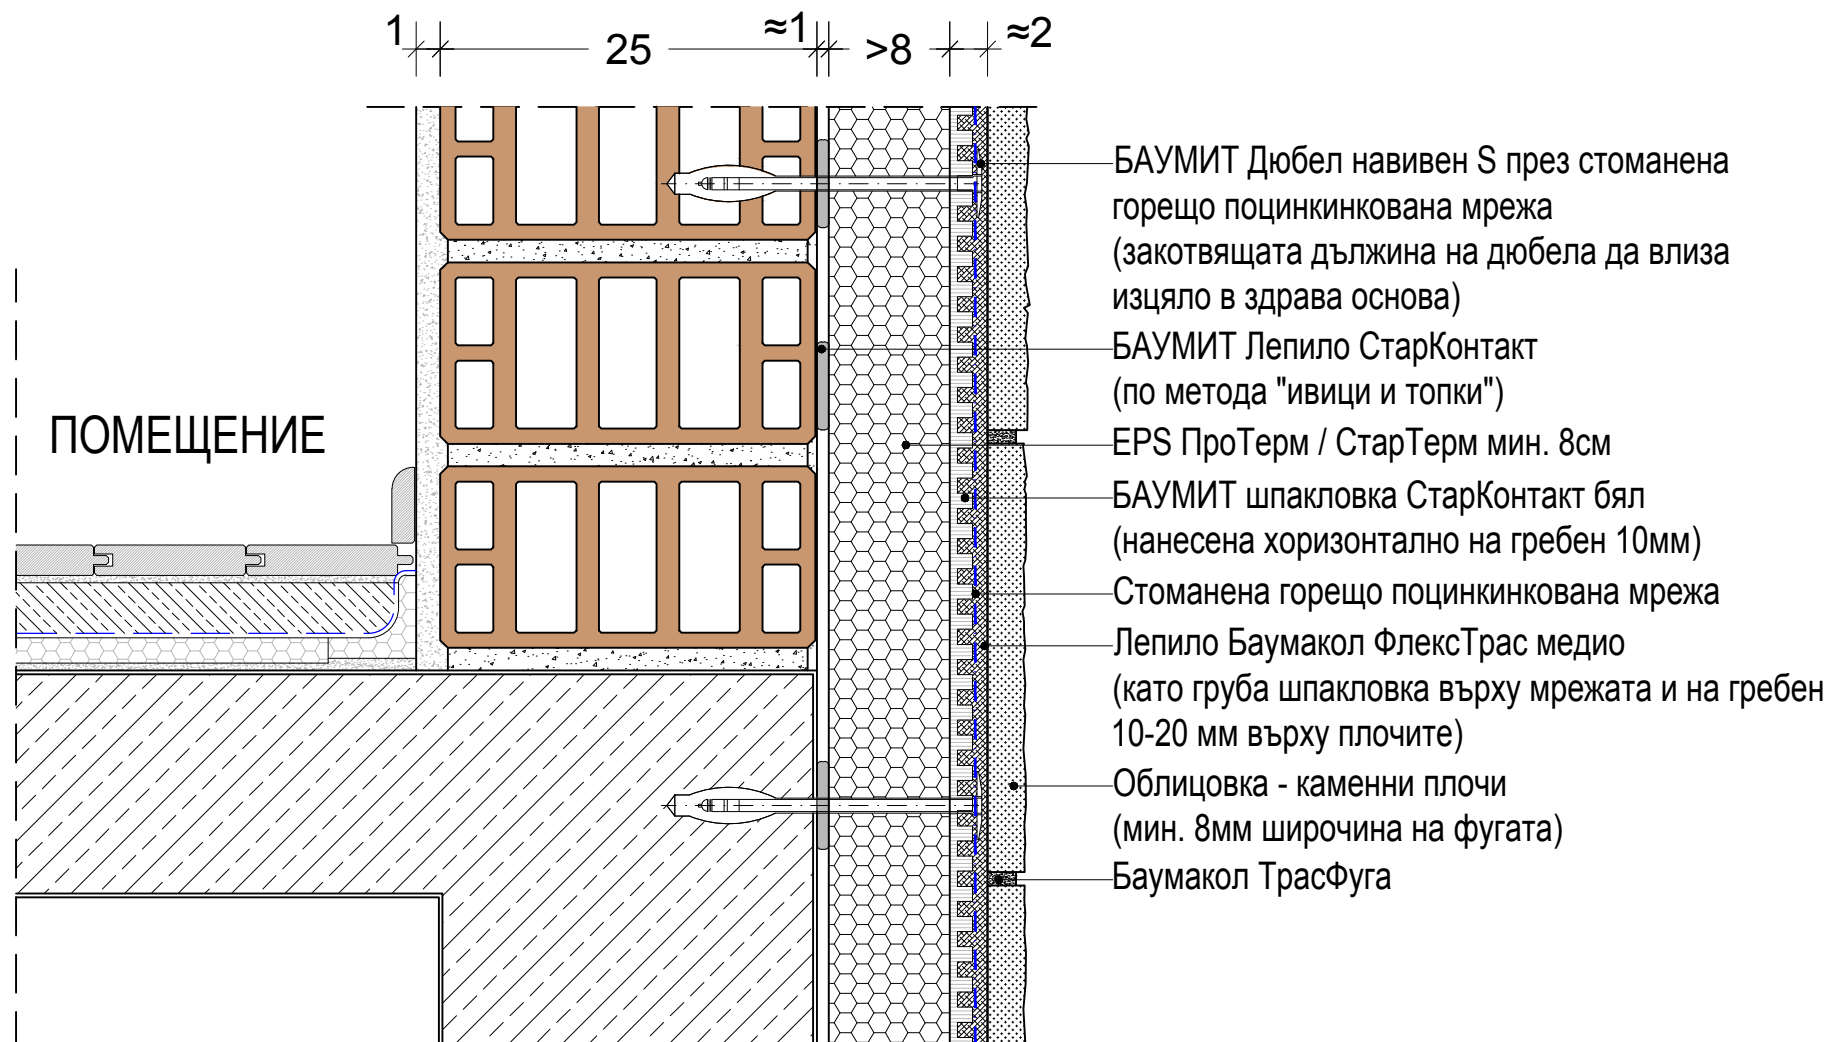 1 25 ≈1 >8 ≈2
БАУМИТ Дюбел навивен S през стоманена
горещо поцинкинкована мрежа
(закотвящата дължина на дюбела да влиза
изцяло в здрава основа)
БАУМИТ Лепило СтарКонтакт
(по метода "ивици и топки")
ПОМЕЩЕНИЕ
EPS ПроТерм / СтарТерм мин. 8см
БАУМИТ шпакловка СтарКонтакт бял
(нанесена хоризонтално на гребен 10мм)
Стоманена горещо поцинкинкована мрежа
Лепило Баумакол ФлексТрас медио
(като груба шпакловка върху мрежата и на гребен
10-20 мм върху плочите)
Облицовка - каменни плочи
(мин. 8мм широчина на фугата)
Баумакол ТрасФуга